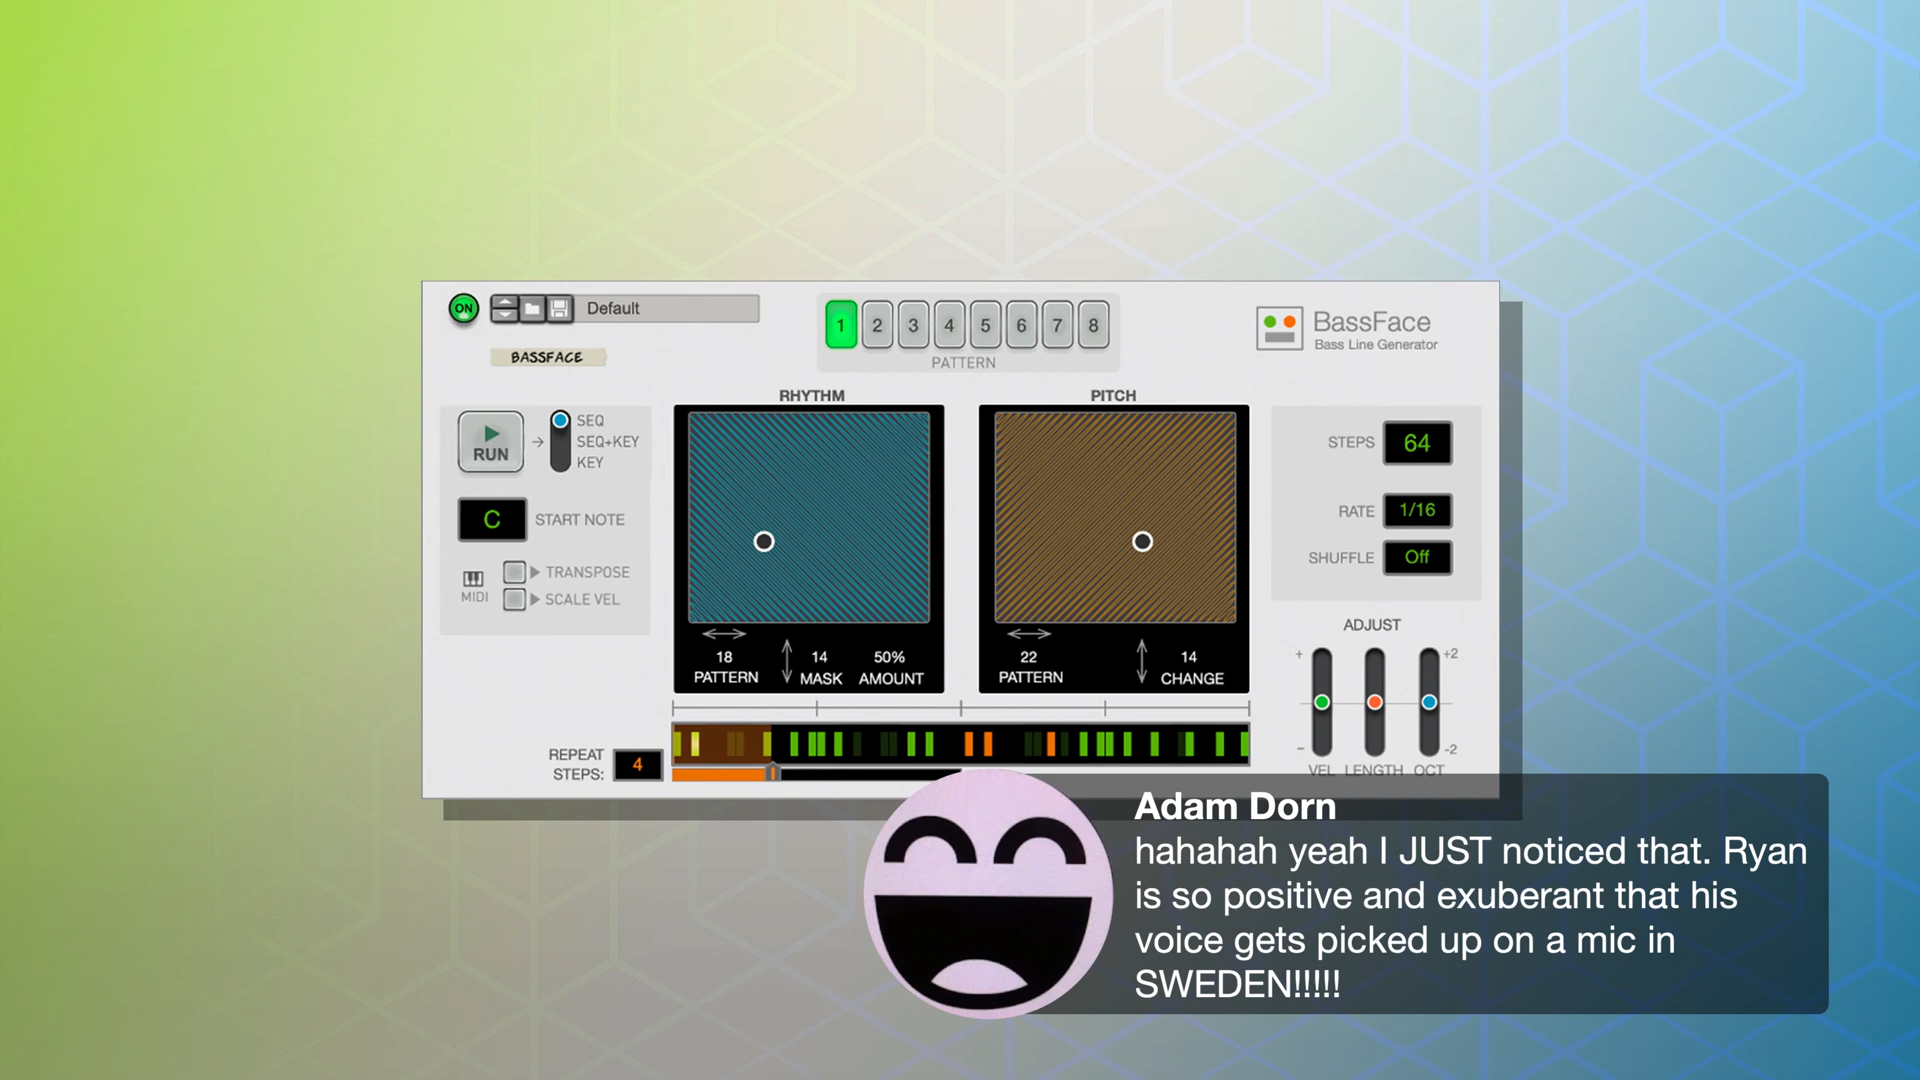 ON
Default
BASSFACE
1 2 3 4 5 6 7 8
PATTERN
BassFace
Bass Line Generator
RHYTHM
PITCH
RUN
SEQ
SEQ+KEY
KEY
C
START NOTE
MIDI
TRANSPOSE
SCALE VEL
18
PATTERN
14
MASK
50%
AMOUNT
22
PATTERN
14
CHANGE
STEPS
64
RATE
1/16
SHUFFLE
Off
ADJUST
+
+2
-
-2
VEL
LENGTH
OCT
REPEAT
STEPS:
4
Adam Dorn
hahahah yeah I JUST noticed that. Ryan
is so positive and exuberant that his
voice gets picked up on a mic in
SWEDEN!!!!!